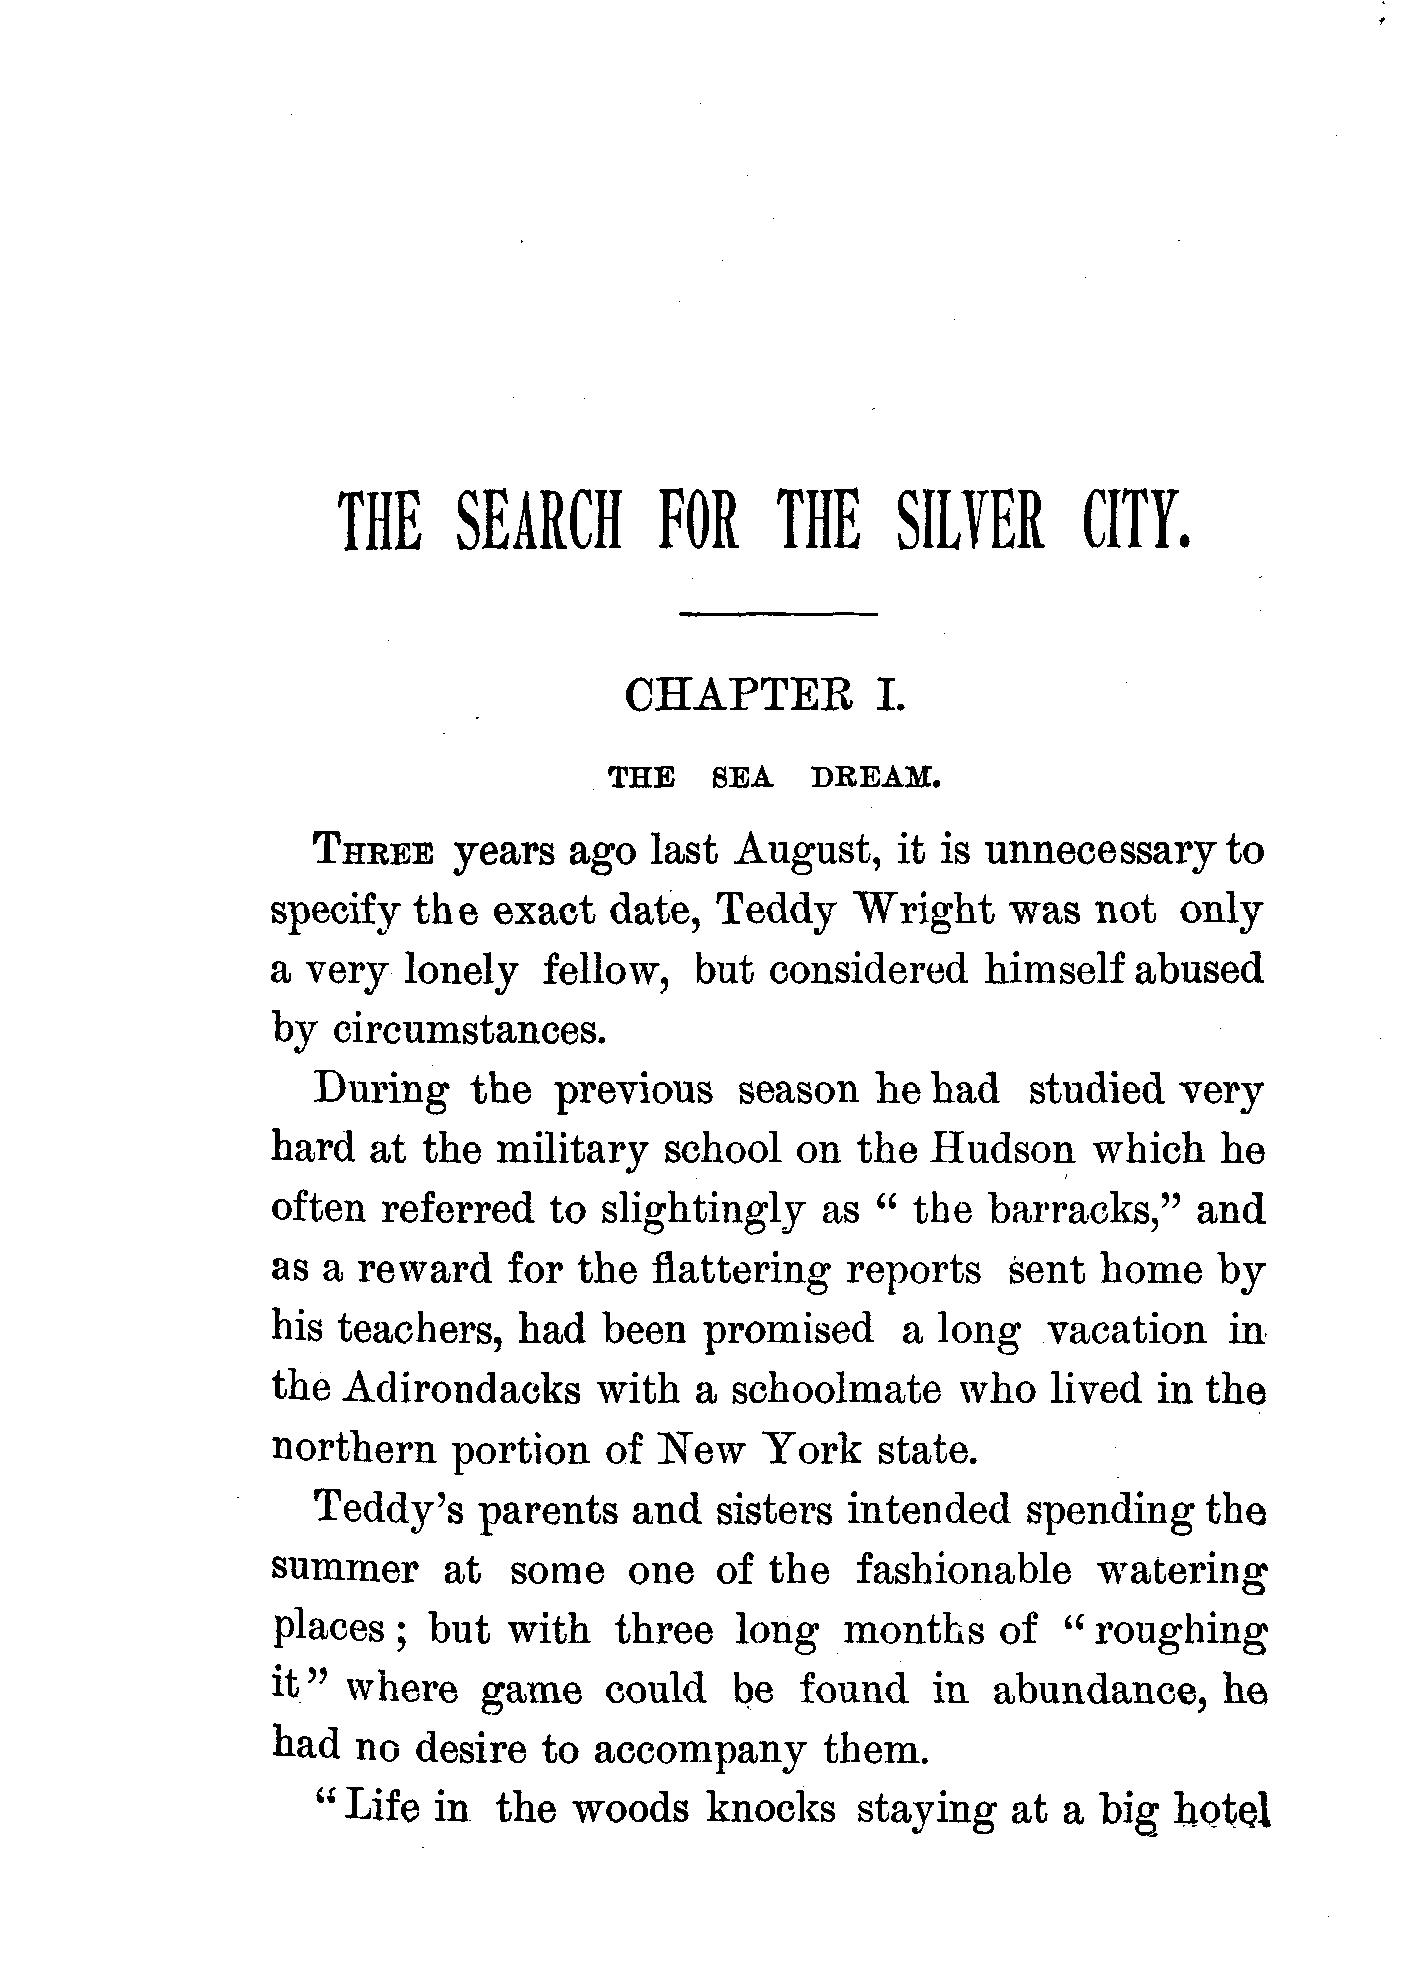 THE SEARCH FOR THE SILVER CITY.
CHAPTER I.
THE SEA DREAM.
THREE years ago last August, it is unnecessary to
specify the exact date, Teddy Wright was not only
a very lonely fellow, but considered himself abused
by circumstances.
During the previous season he had studied very
hard at the military school on the Hudson which he
often referred to slightingly as “ the barracks,” and
as a reward for the flattering reports sent home by
his teachers, had been promised a long vacation in
the Adirondacks with a schoolmate who lived in the
northern portion of New York state.
Teddy’s parents and sisters intended spending the
summer at some one of the fashionable watering
places ; but with three long months of “ roughing
it” where game could be found in abundance, he
had no desire to accompany them.
“ Life in the woods knocks staying at a big hotel